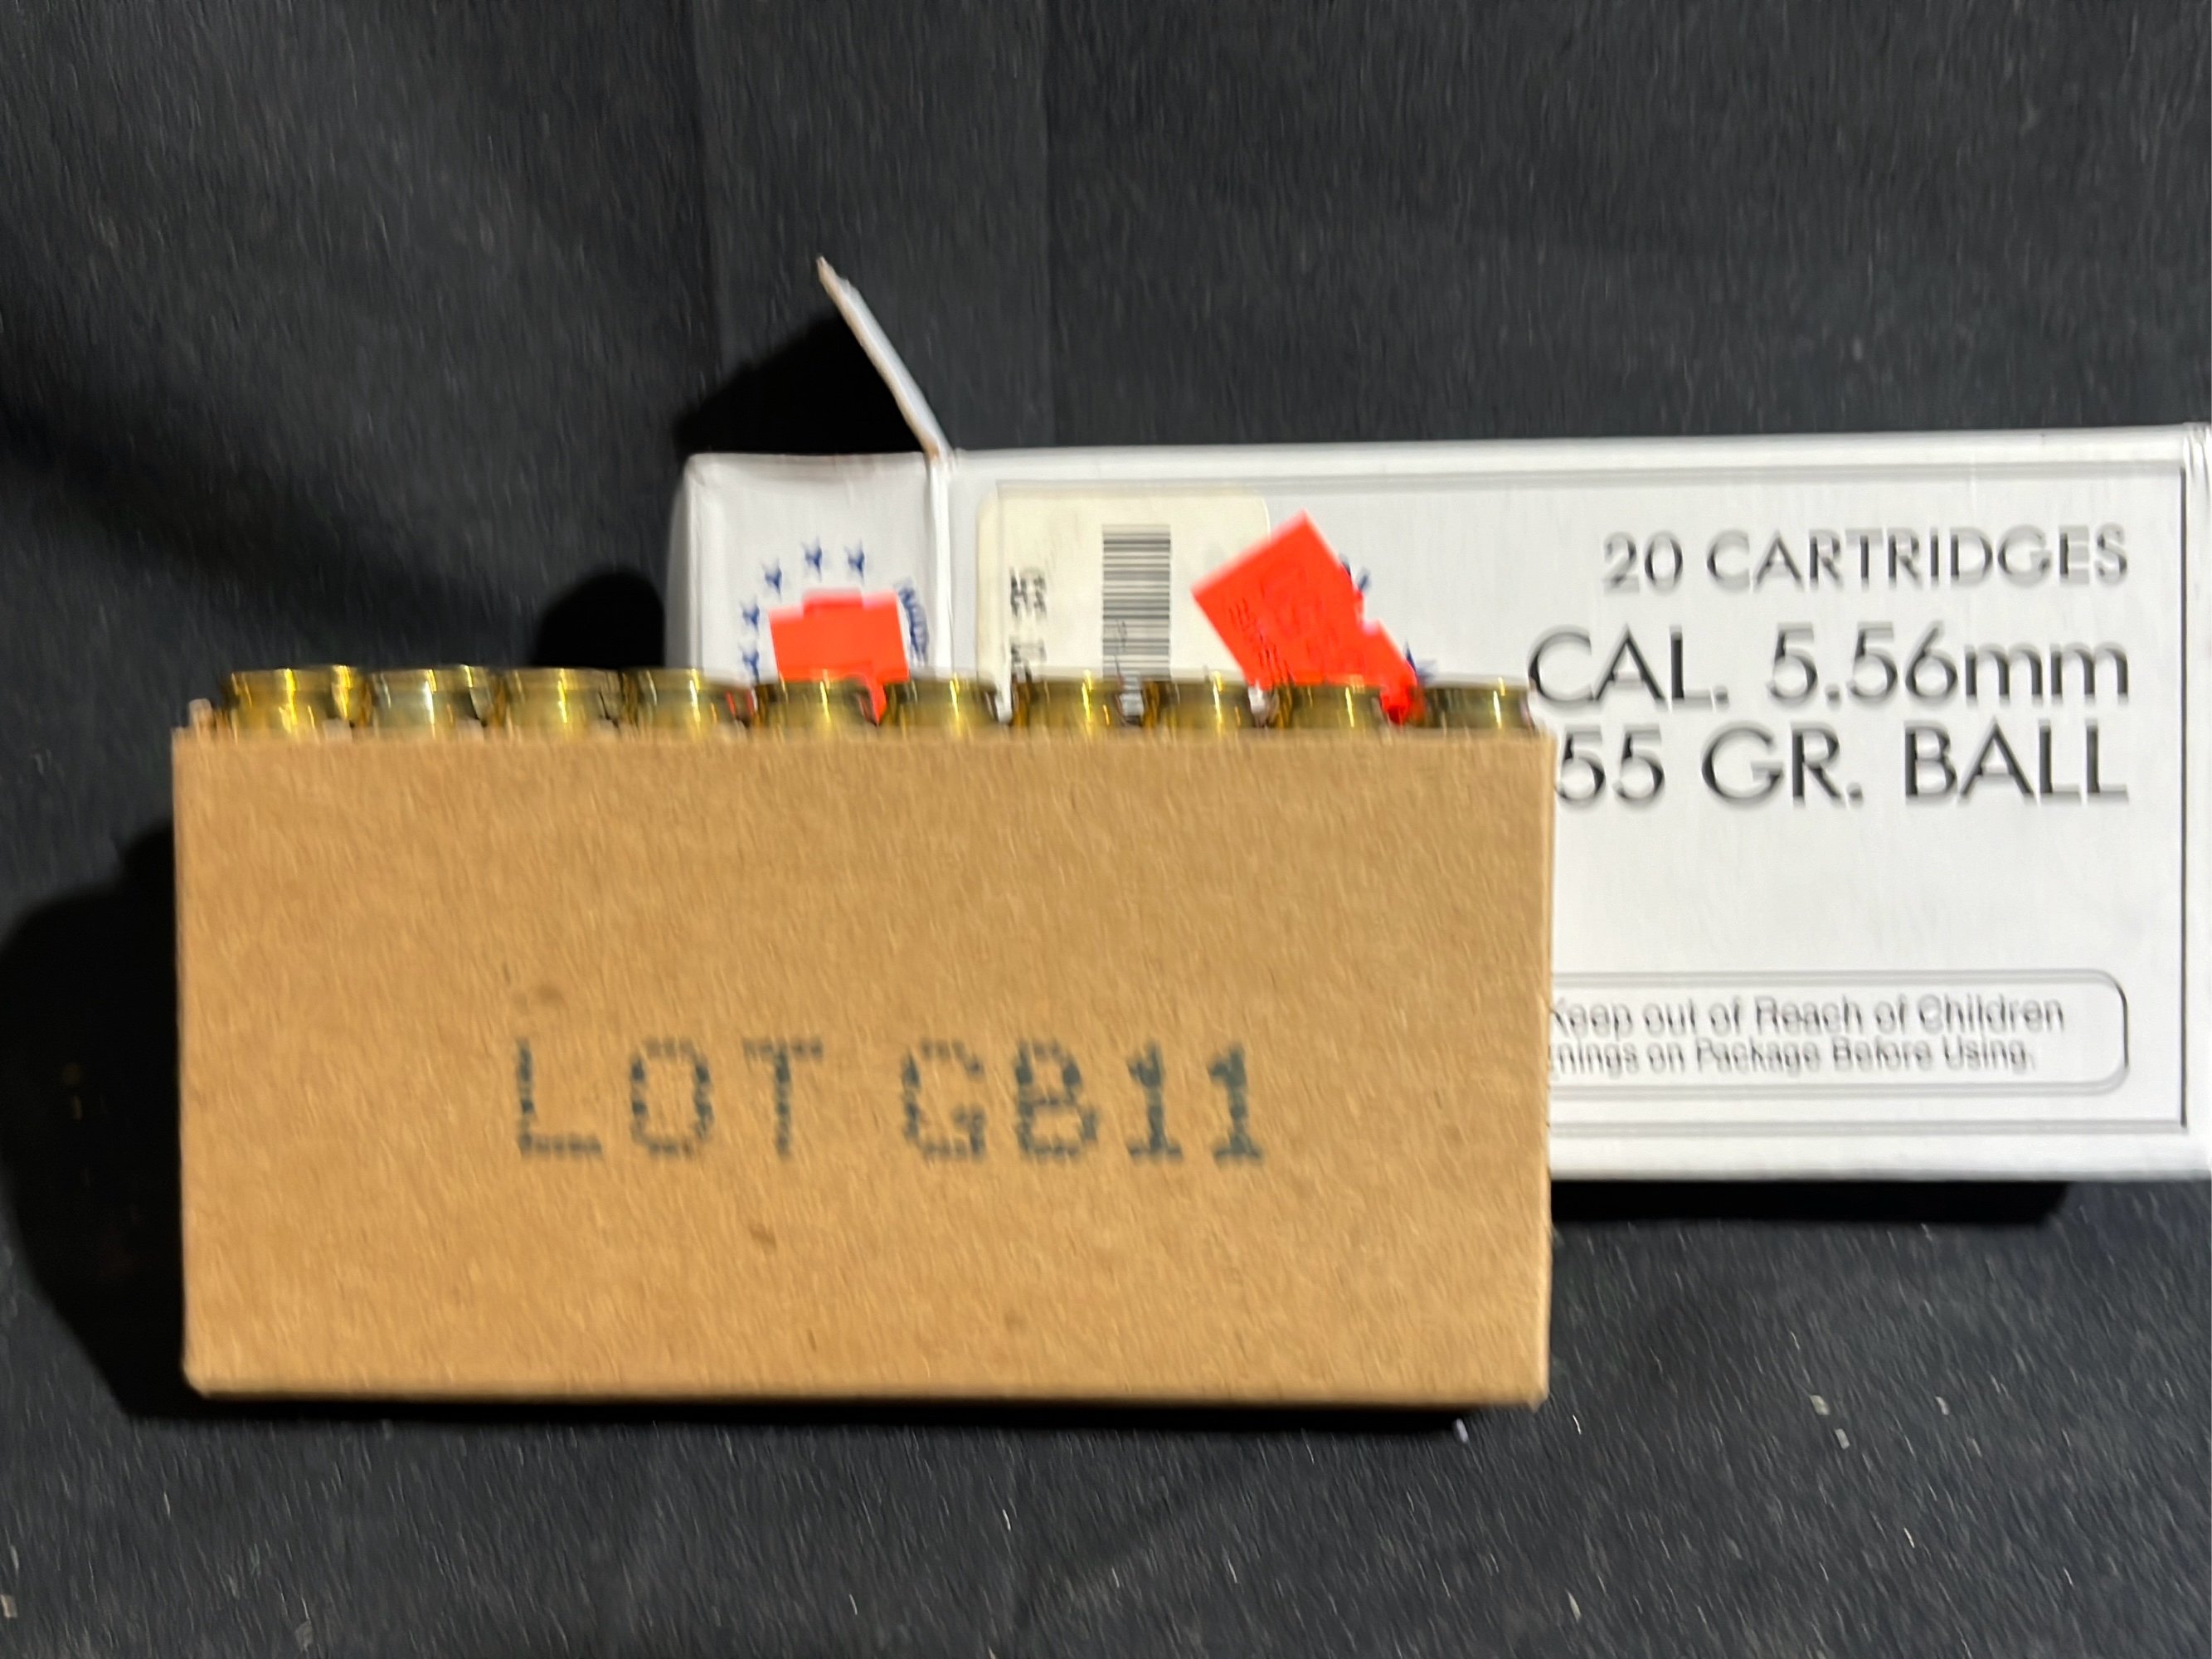 20 CARTRIDGES
CAL. 5.56mm
55 GR. BALL
Keep out of Reach of Children
on Package Before Using.
LOT GB11